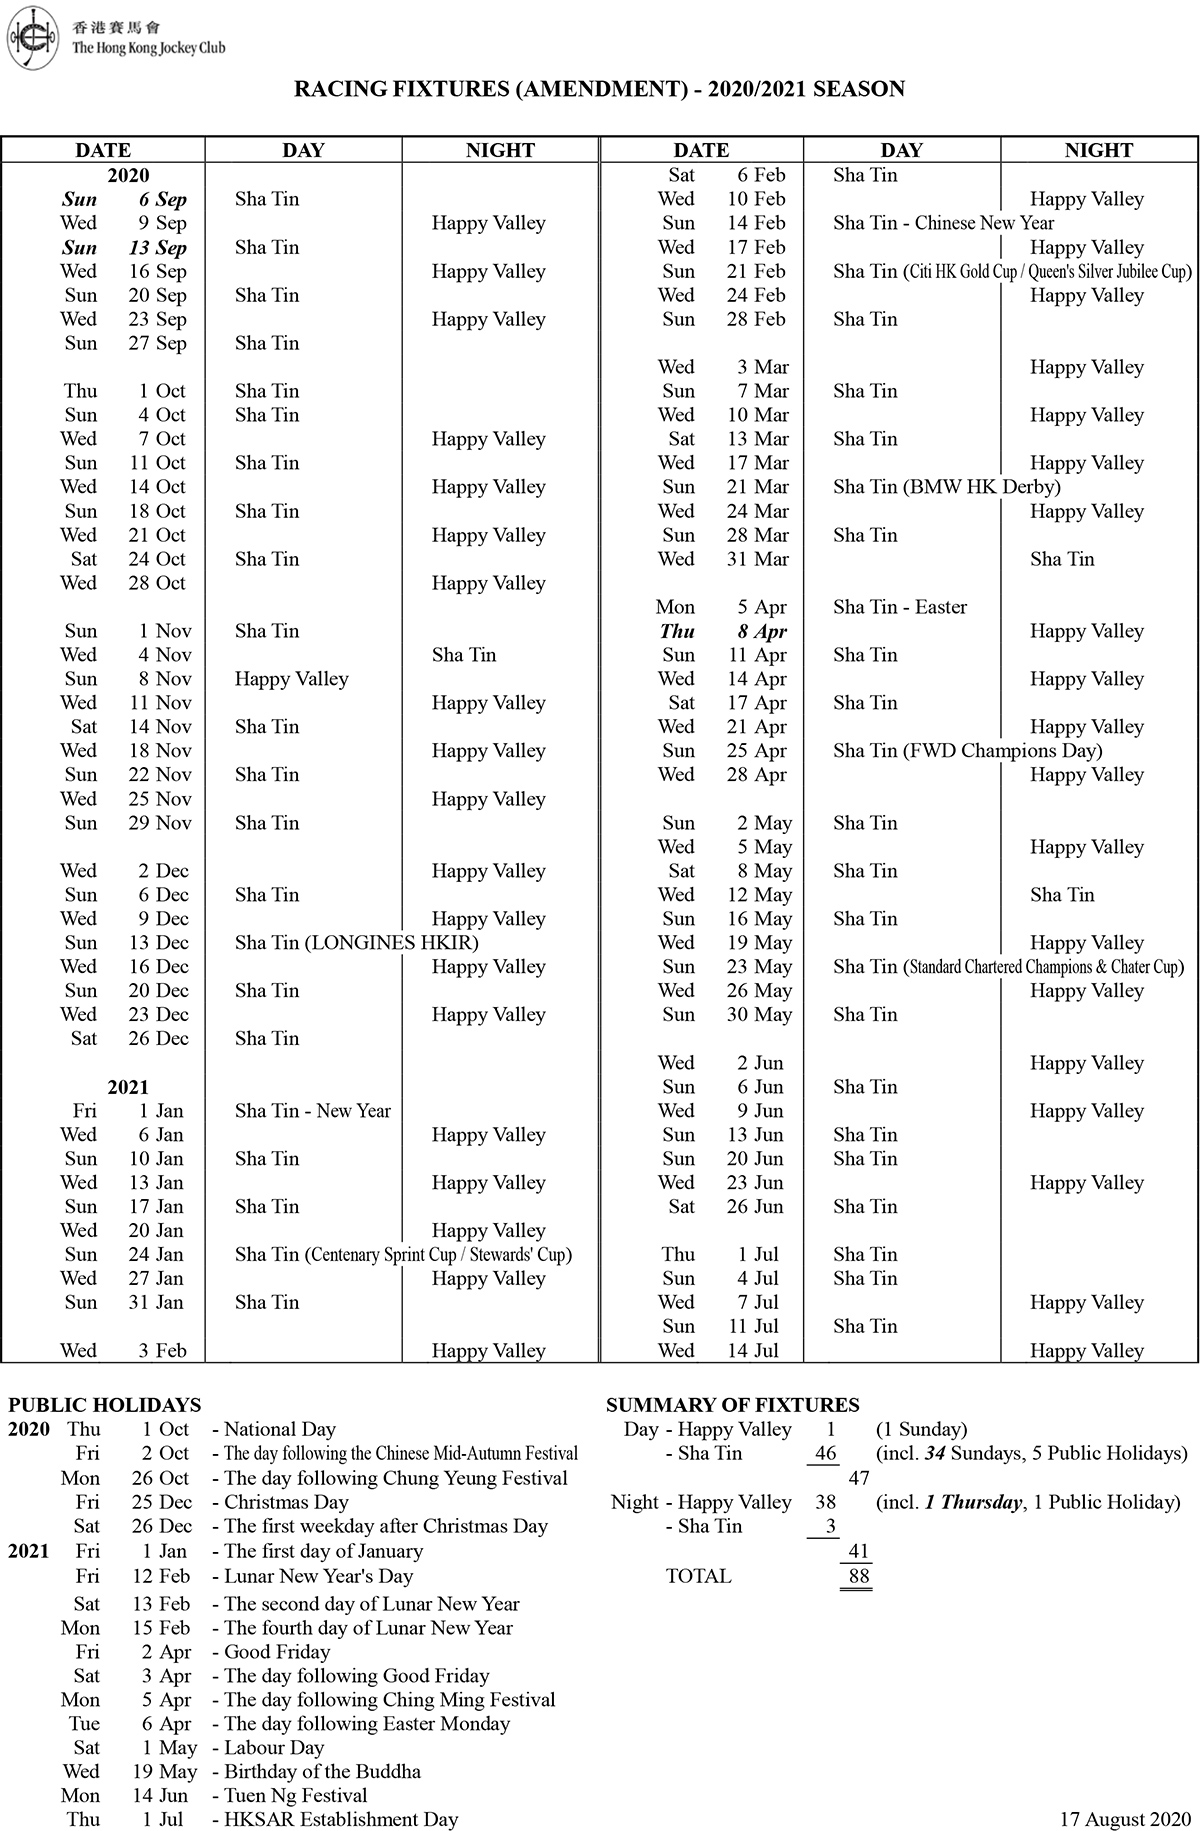 香港賽馬會
The Hong Kong Jockey Club
RACING FIXTURES (AMENDMENT) - 2020/2021 SEASON
DATE DAY NIGHT
2020
Sun 6 Sep Sha Tin
Wed 9 Sep Happy Valley
Sun 13 Sep Sha Tin
Wed 16 Sep Happy Valley
Sun 20 Sep Sha Tin
Wed 23 Sep Happy Valley
Sun 27 Sep Sha Tin
Thu 1 Oct Sha Tin
Sun 4 Oct Sha Tin
Wed 7 Oct Happy Valley
Sun 11 Oct Sha Tin
Wed 14 Oct Happy Valley
Sun 18 Oct Sha Tin
Wed 21 Oct Happy Valley
Sat 24 Oct Sha Tin
Wed 28 Oct Happy Valley
Sun 1 Nov Sha Tin
Wed 4 Nov Sha Tin
Sun 8 Nov Happy Valley
Wed 11 Nov Happy Valley
Sat 14 Nov Sha Tin
Wed 18 Nov Happy Valley
Sun 22 Nov Sha Tin
Wed 25 Nov Happy Valley
Sun 29 Nov Sha Tin
Wed 2 Dec Happy Valley
Sun 6 Dec Sha Tin
Wed 9 Dec Happy Valley
Sun 13 Dec Sha Tin (LONGINES HKIR)
Wed 16 Dec Happy Valley
Sun 20 Dec Sha Tin
Wed 23 Dec Happy Valley
Sat 26 Dec Sha Tin
2021
Fri 1 Jan Sha Tin - New Year
Wed 6 Jan Happy Valley
Sun 10 Jan Sha Tin
Wed 13 Jan Happy Valley
Sun 17 Jan Sha Tin
Wed 20 Jan Happy Valley
Sun 24 Jan Sha Tin (Centenary Sprint Cup / Stewards' Cup)
Wed 27 Jan Happy Valley
Sun 31 Jan Sha Tin
Wed 3 Feb Happy Valley
DATE DAY NIGHT
Sat 6 Feb Sha Tin
Wed 10 Feb Happy Valley
Sun 14 Feb Sha Tin - Chinese New Year
Wed 17 Feb Happy Valley
Sun 21 Feb Sha Tin (Citi HK Gold Cup / Queen's Silver Jubilee Cup)
Wed 24 Feb Happy Valley
Sun 28 Feb Sha Tin
Wed 3 Mar Happy Valley
Sun 7 Mar Sha Tin
Wed 10 Mar Happy Valley
Sat 13 Mar Sha Tin
Wed 17 Mar Happy Valley
Sun 21 Mar Sha Tin (BMW HK Derby)
Wed 24 Mar Happy Valley
Sun 28 Mar Sha Tin
Wed 31 Mar Sha Tin
Mon 5 Apr Sha Tin - Easter
Thu 8 Apr Happy Valley
Sun 11 Apr Sha Tin
Wed 14 Apr Happy Valley
Sat 17 Apr Sha Tin
Wed 21 Apr Happy Valley
Sun 25 Apr Sha Tin (FWD Champions Day)
Wed 28 Apr Happy Valley
Sun 2 May Sha Tin
Wed 5 May Happy Valley
Sat 8 May Sha Tin
Wed 12 May Sha Tin
Sun 16 May Sha Tin
Wed 19 May Happy Valley
Sun 23 May Sha Tin (Standard Chartered Champions & Chater Cup)
Wed 26 May Happy Valley
Sun 30 May Sha Tin
Wed 2 Jun Happy Valley
Sun 6 Jun Sha Tin
Wed 9 Jun Happy Valley
Sun 13 Jun Sha Tin
Sun 20 Jun Sha Tin
Wed 23 Jun Happy Valley
Sat 26 Jun Sha Tin
Thu 1 Jul Sha Tin
Sun 4 Jul Sha Tin
Wed 7 Jul Happy Valley
Sun 11 Jul Sha Tin
Wed 14 Jul Happy Valley
PUBLIC HOLIDAYS
2020 Thu 1 Oct - National Day
Fri 2 Oct - The day following the Chinese Mid-Autumn Festival
Mon 26 Oct - The day following Chung Yeung Festival
Fri 25 Dec - Christmas Day
Sat 26 Dec - The first weekday after Christmas Day
2021 Fri 1 Jan - The first day of January
Fri 12 Feb - Lunar New Year's Day
Sat 13 Feb - The second day of Lunar New Year
Mon 15 Feb - The fourth day of Lunar New Year
Fri 2 Apr - Good Friday
Sat 3 Apr - The day following Good Friday
Mon 5 Apr - The day following Ching Ming Festival
Tue 6 Apr - The day following Easter Monday
Sat 1 May - Labour Day
Wed 19 May - Birthday of the Buddha
Mon 14 Jun - Tuen Ng Festival
Thu 1 Jul - HKSAR Establishment Day
SUMMARY OF FIXTURES
Day - Happy Valley 1 (1 Sunday)
- Sha Tin 46 (incl. 34 Sundays, 5 Public Holidays)
47
Night - Happy Valley 38 (incl. 1 Thursday, 1 Public Holiday)
- Sha Tin 3
41
TOTAL 88
17 August 2020